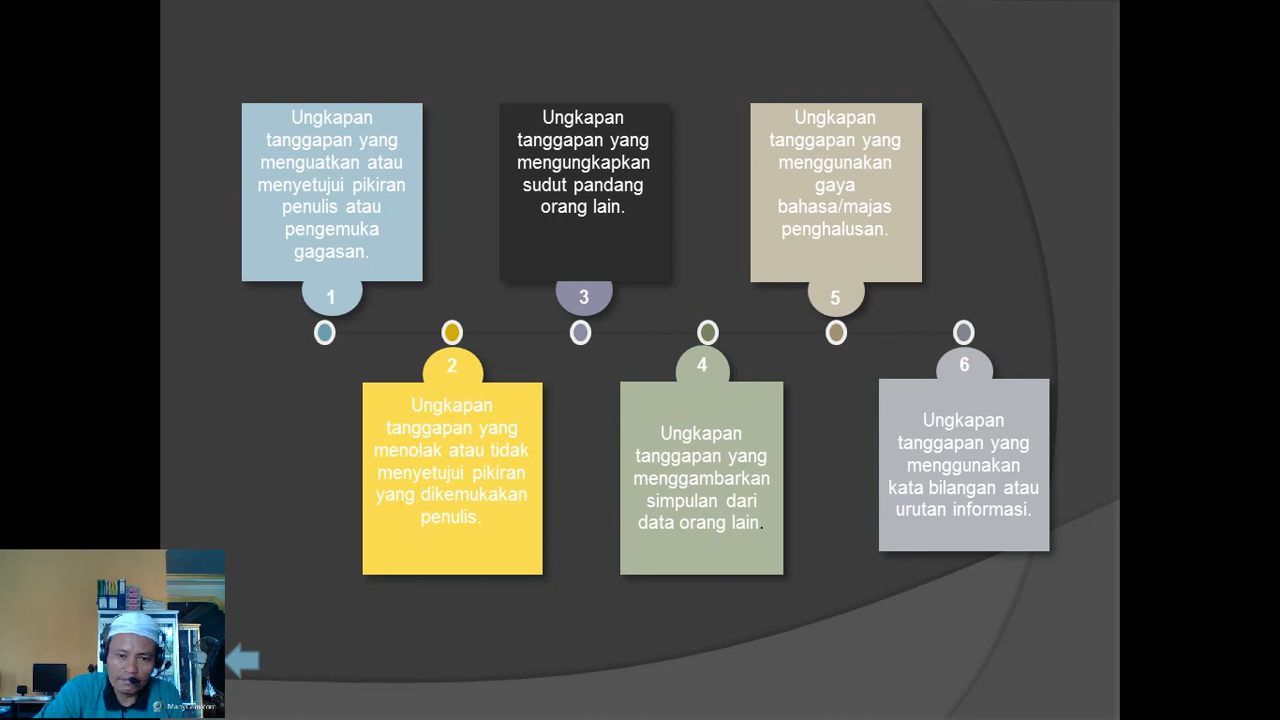 Ungkapan
tanggapan yang
menguatkan atau
menyetujui pikiran
penulis atau
pengemuka
gagasan.
1
Ungkapan
tanggapan yang
menolak atau tidak
menyetujui pikiran
yang dikemukakan
penulis.
2
Ungkapan
tanggapan yang
mengungkapkan
sudut pandang
orang lain.
3
Ungkapan
tanggapan yang
menggambarkan
simpulan dari
data orang lain.
4
Ungkapan
tanggapan yang
menggunakan
gaya
bahasa/majas
penghalusan.
5
Ungkapan
tanggapan yang
menggunakan
kata bilangan atau
urutan informasi.
6
ManyCam.com